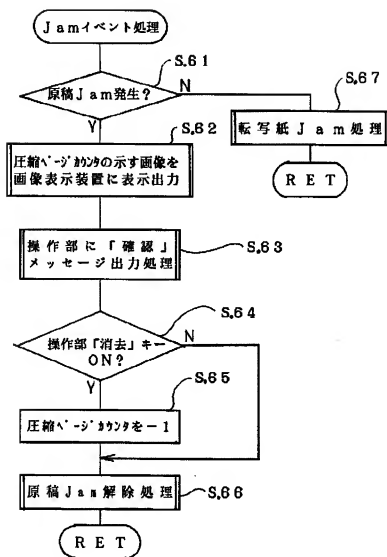 Jamイベント処理
S.61
原稿Jam発生?
N
S.67
Y
S.62
転写紙Jam処理
圧縮ページカウンタの示す画像を
画像表示装置に表示出力
RET
操作部に「確認」
メッセージ出力処理
S.63
S.64
操作部「消去」キー
ON?
N
Y
S.65
圧縮ページカウンタを-1
原稿Jam解除処理
S.66
RET